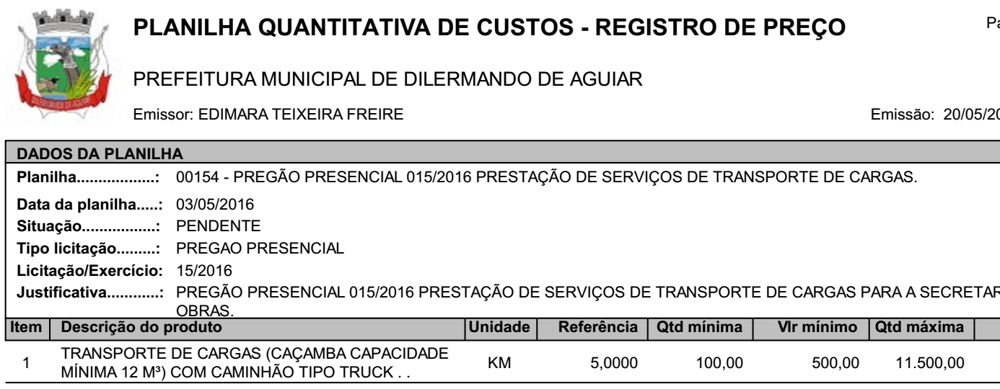 PLANILHA QUANTITATIVA DE CUSTOS - REGISTRO DE PREÇO
PREFEITURA MUNICIPAL DE DILERMANDO DE AGUIAR
Emissor: EDIMARA TEIXEIRA FREIRE Emissão: 20/05/20
DADOS DA PLANILHA
Planilha..................: 00154 - PREGÃO PRESENCIAL 015/2016 PRESTAÇÃO DE SERVIÇOS DE TRANSPORTE DE CARGAS.
Data da planilha.....: 03/05/2016
Situação.................: PENDENTE
Tipo licitação.........: PREGAO PRESENCIAL
Licitação/Exercício: 15/2016
Justificativa............: PREGÃO PRESENCIAL 015/2016 PRESTAÇÃO DE SERVIÇOS DE TRANSPORTE DE CARGAS PARA A SECRETAR
OBRAS.
Item Descrição do produto Unidade Referência Qtd mínima Vlr mínimo Qtd máxima
1 TRANSPORTE DE CARGAS (CAÇAMBA CAPACIDADE KM 5,0000 100,00 500,00 11.500,00
MÍNIMA 12 M³) COM CAMINHÃO TIPO TRUCK . .